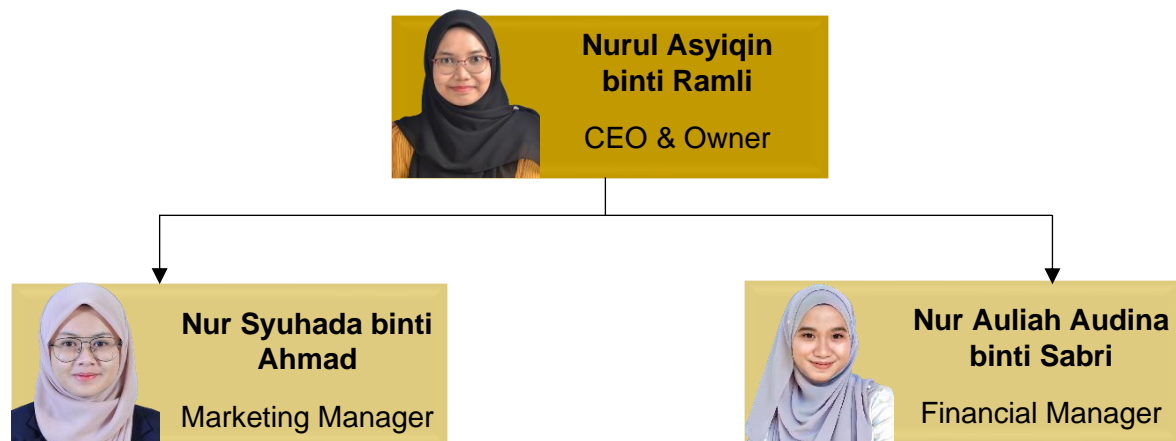 Nurul Asyiqin
binti Ramli
CEO & Owner
Nur Syuhada binti
Ahmad
Marketing Manager
Nur Auliah Audina
binti Sabri
Financial Manager